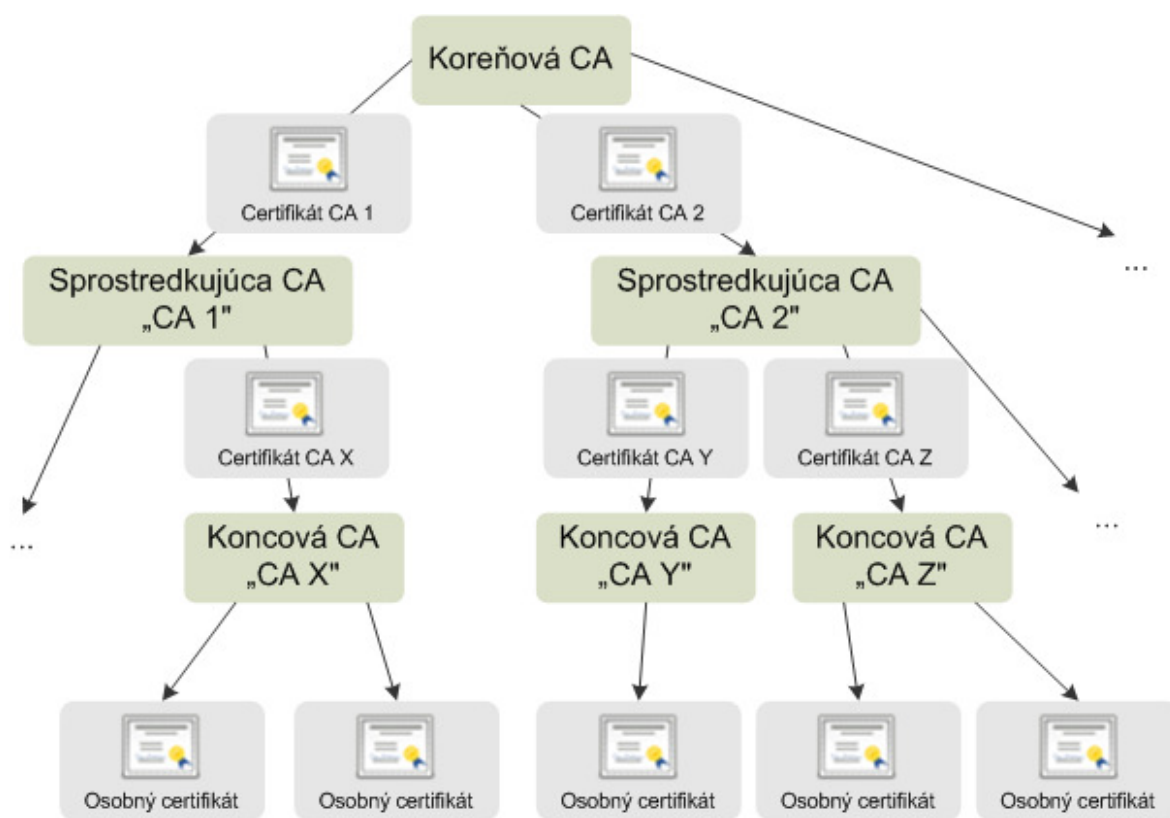 Koreňová CA
Certifikát CA 1
Certifikát CA 2
...
Sprostredkujúca CA
„CA 1"
Sprostredkujúca CA
„CA 2"
Certifikát CA X
Certifikát CA Y
Certifikát CA Z
...
...
Koncová CA
„CA X"
Koncová CA
„CA Y"
Koncová CA
„CA Z"
Osobný certifikát
Osobný certifikát
Osobný certifikát
Osobný certifikát
Osobný certifikát